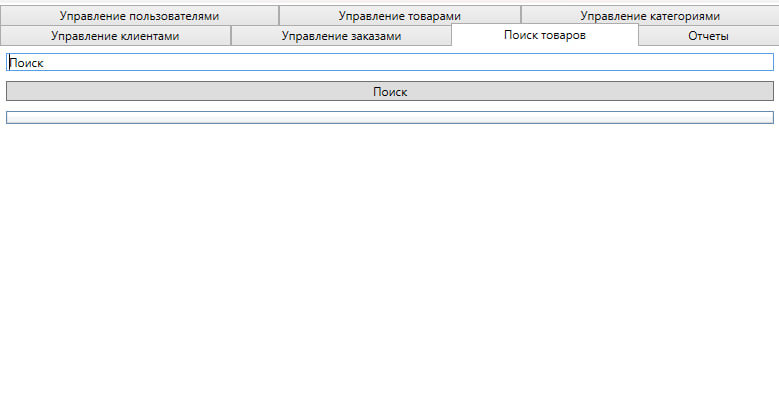 Управление пользователями Управление товарами Управление категориями
Управление клиентами Управление заказами Поиск товаров Отчеты
Поиск
Поиск